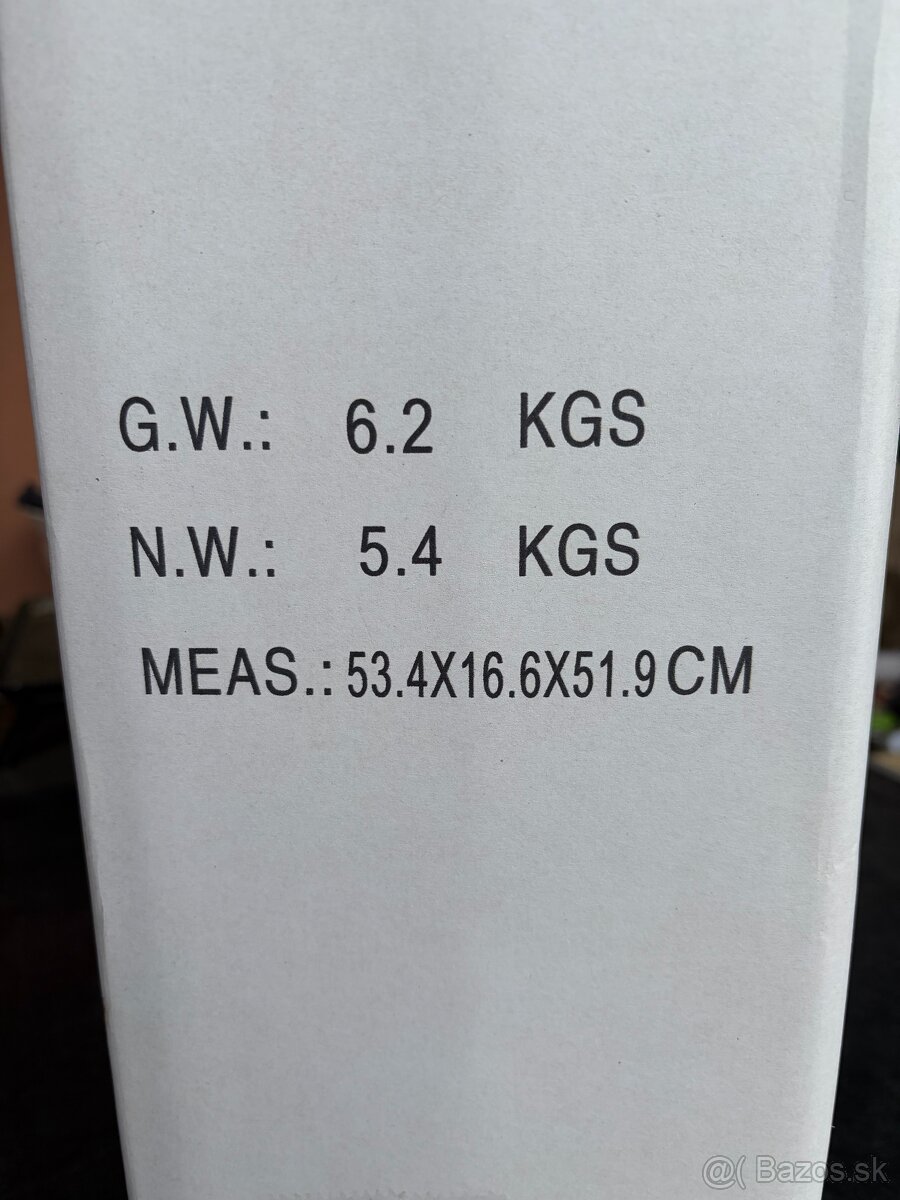 G.W.: 6.2 KGS
N.W.: 5.4 KGS
MEAS.: 53.4X16.6X51.9 CM
@( Bazos.sk